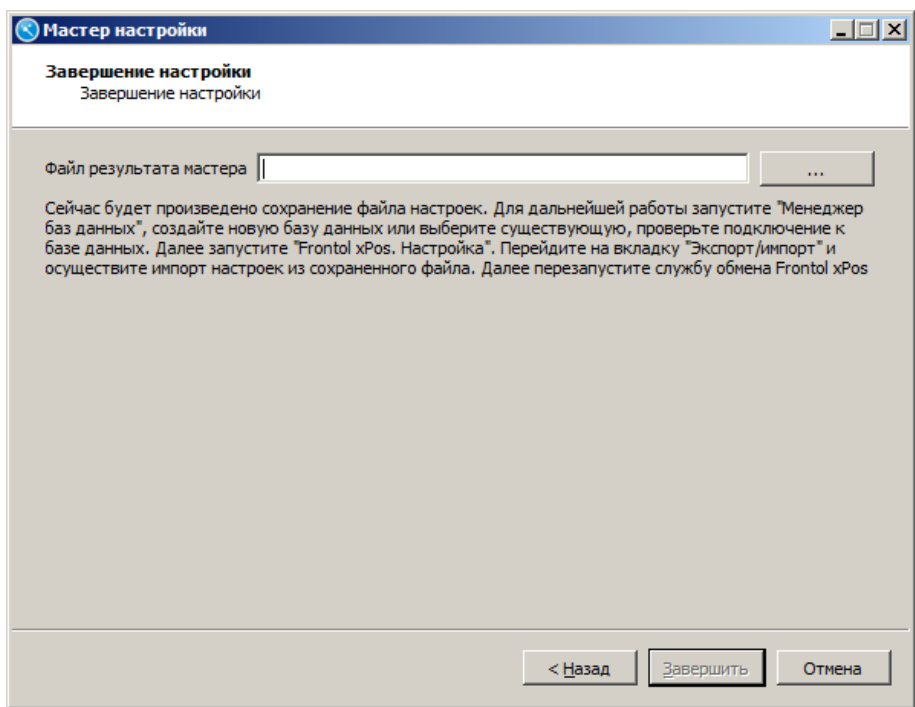 Мастер настройки
Завершение настройки
Завершение настройки
Файл результата мастера
...
Сейчас будет произведено сохранение файла настроек. Для дальнейшей работы запустите "Менеджер
баз данных", создайте новую базу данных или выберите существующую, проверьте подключение к
базе данных. Далее запустите "Frontol xPos. Настройка". Перейдите на вкладку "Экспорт/импорт" и
осуществите импорт настроек из сохраненного файла. Далее перезапустите службу обмена Frontol xPos
< Назад
Завершить
Отмена